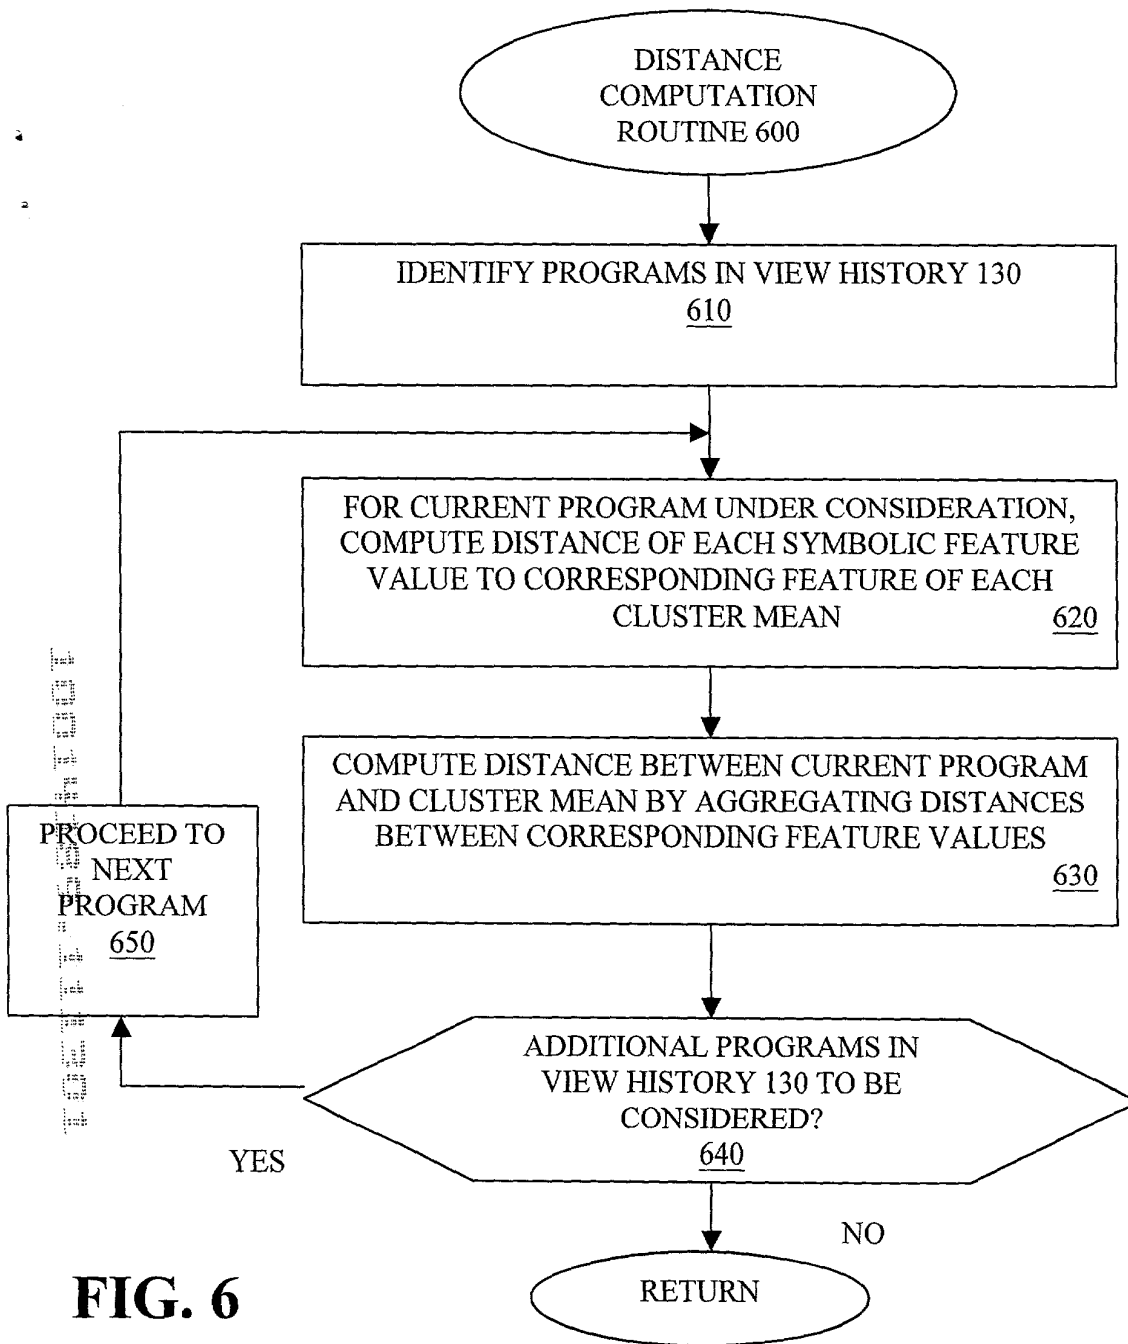 DISTANCE
COMPUTATION
ROUTINE 600
IDENTIFY PROGRAMS IN VIEW HISTORY 130
610
FOR CURRENT PROGRAM UNDER CONSIDERATION,
COMPUTE DISTANCE OF EACH SYMBOLIC FEATURE
VALUE TO CORRESPONDING FEATURE OF EACH
CLUSTER MEAN 620
COMPUTE DISTANCE BETWEEN CURRENT PROGRAM
AND CLUSTER MEAN BY AGGREGATING DISTANCES
BETWEEN CORRESPONDING FEATURE VALUES
630
PROCEED TO
NEXT
PROGRAM
650
ADDITIONAL PROGRAMS IN
VIEW HISTORY 130 TO BE
CONSIDERED?
640
YES
NO
RETURN
FIG. 6